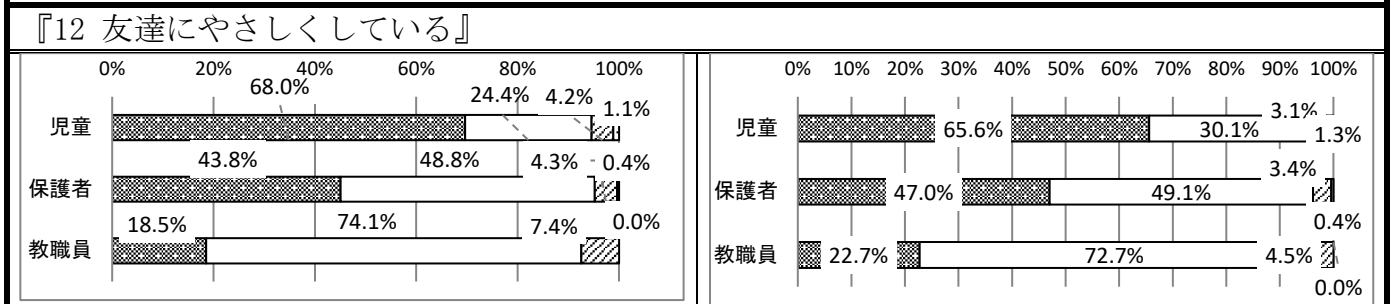 『12 友達にやさしくしている』
0% 20% 40% 60% 80% 100%
68.0% 24.4% 4.2% 1.1%
児童
43.8% 48.8% 4.3% 0.4%
保護者
18.5% 74.1% 7.4% 0.0%
教職員
0% 10% 20% 30% 40% 50% 60% 70% 80% 90% 100%
児童 65.6% 30.1% 3.1% 1.3%
保護者 47.0% 49.1% 3.4% 0.4%
教職員 22.7% 72.7% 4.5% 0.0%